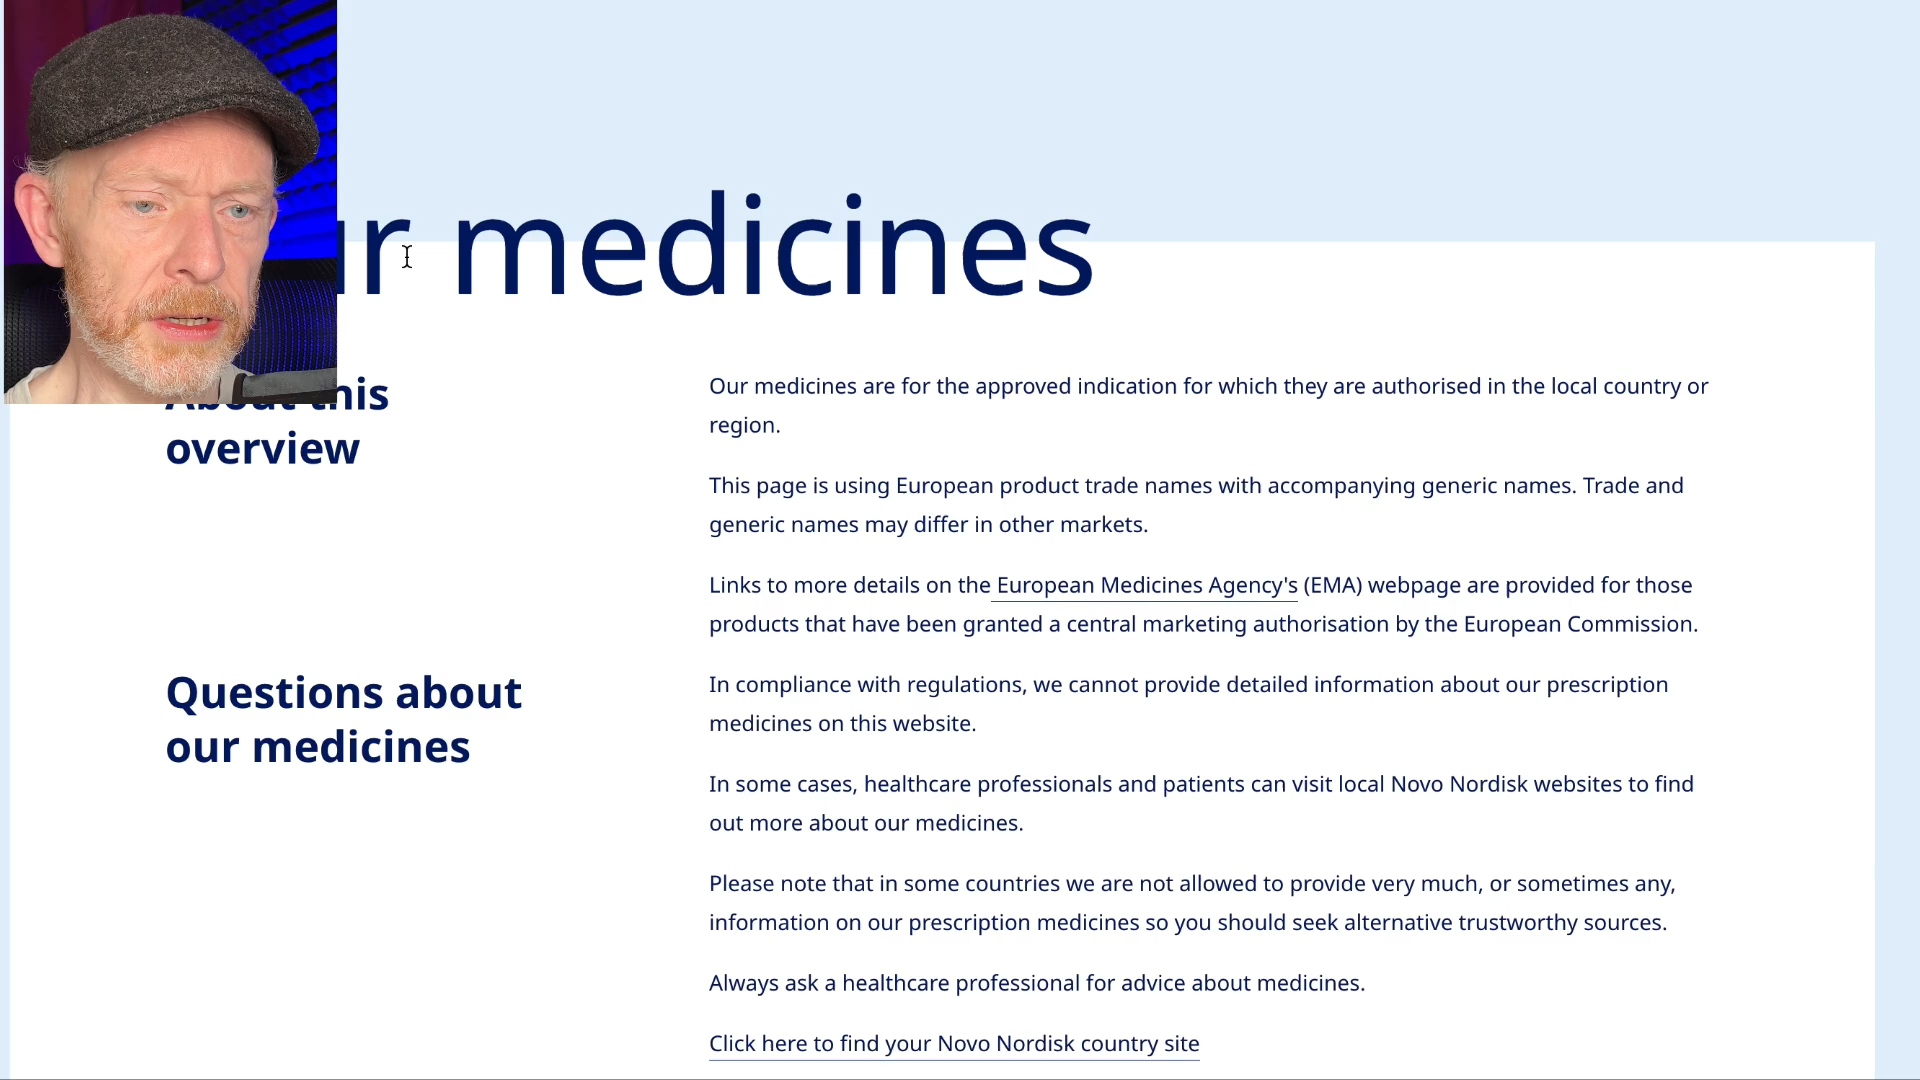 ur medicines
About this
overview
Our medicines are for the approved indication for which they are authorised in the local country or
region.
This page is using European product trade names with accompanying generic names. Trade and
generic names may differ in other markets.
Links to more details on the European Medicines Agency's (EMA) webpage are provided for those
products that have been granted a central marketing authorisation by the European Commission.
Questions about
our medicines
In compliance with regulations, we cannot provide detailed information about our prescription
medicines on this website.
In some cases, healthcare professionals and patients can visit local Novo Nordisk websites to find
out more about our medicines.
Please note that in some countries we are not allowed to provide very much, or sometimes any,
information on our prescription medicines so you should seek alternative trustworthy sources.
Always ask a healthcare professional for advice about medicines.
Click here to find your Novo Nordisk country site